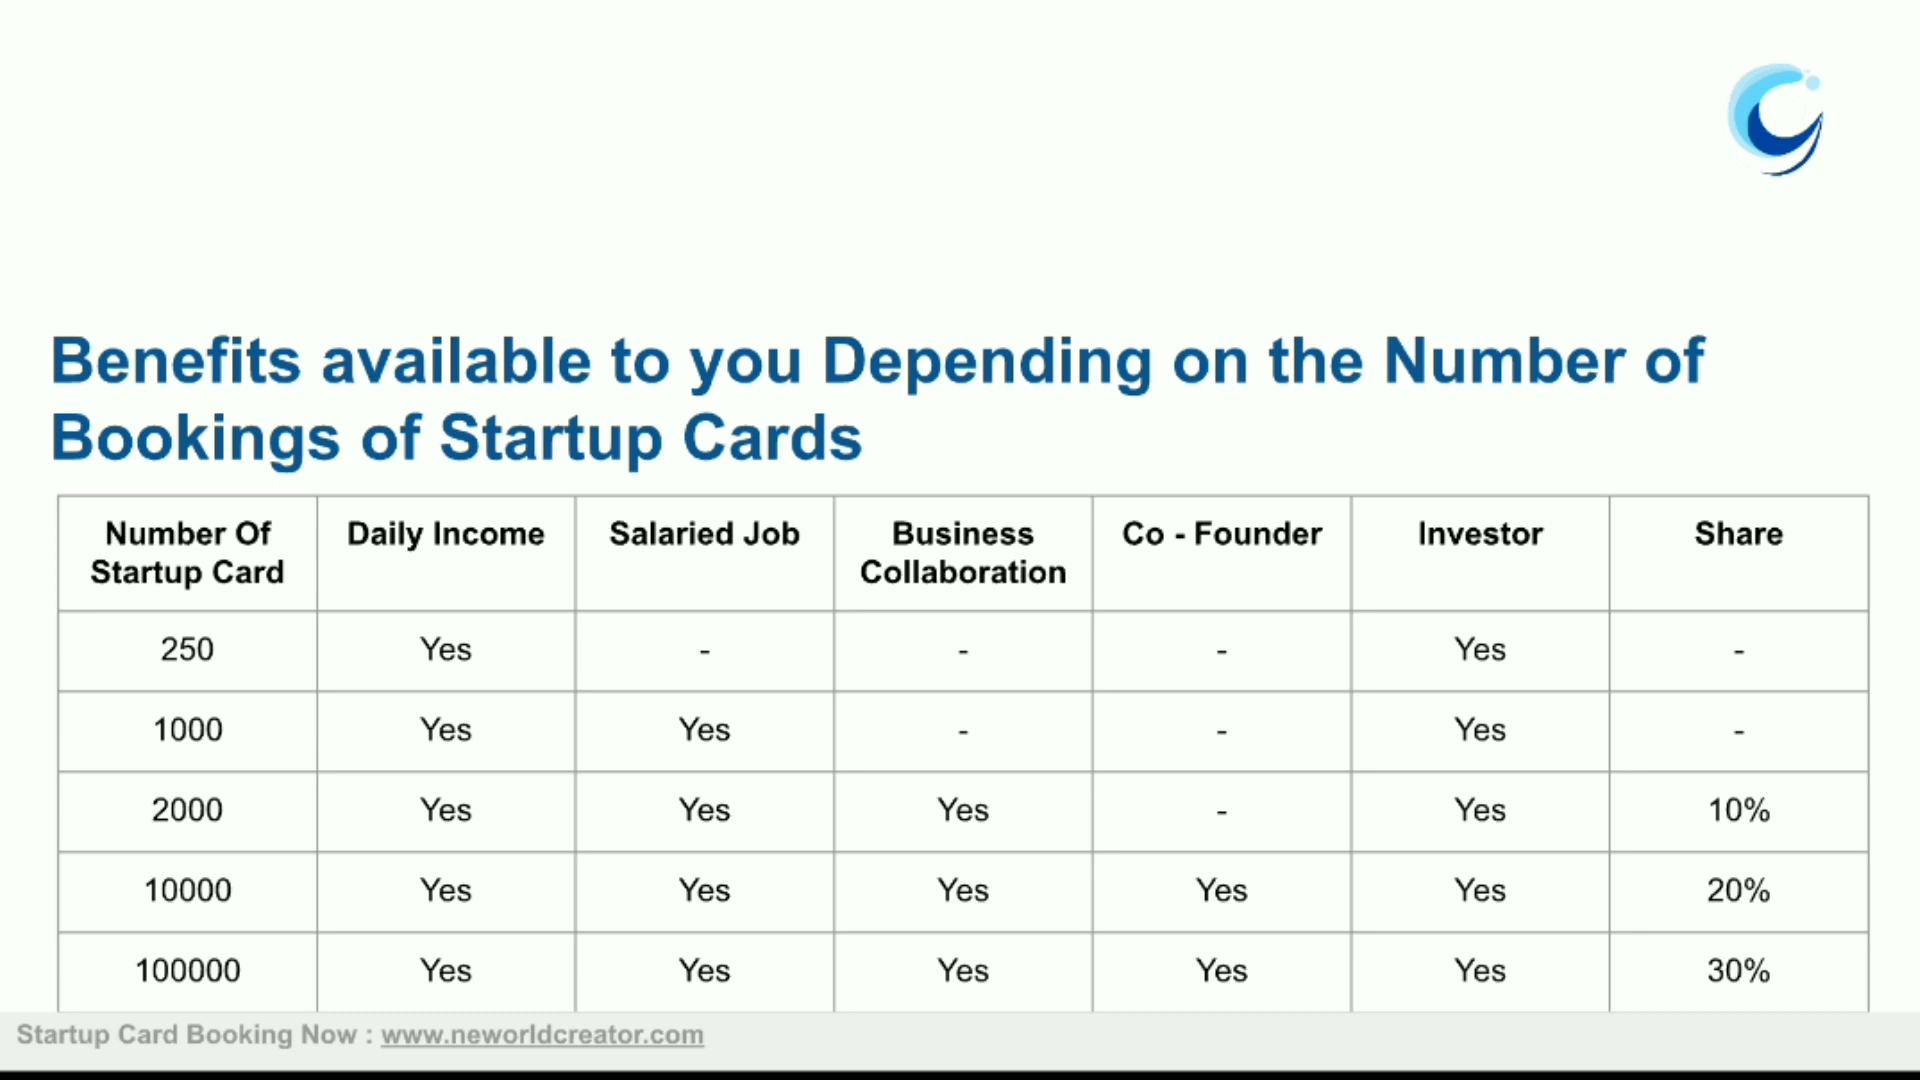 Benefits available to you Depending on the Number of
Bookings of Startup Cards
Number Of Startup Card Daily Income Salaried Job Business Collaboration Co - Founder Investor Share
250 Yes - - - Yes -
1000 Yes Yes - - Yes -
2000 Yes Yes Yes - Yes 10%
10000 Yes Yes Yes Yes Yes 20%
100000 Yes Yes Yes Yes Yes 30%
Startup Card Booking Now : www.neworldcreator.com